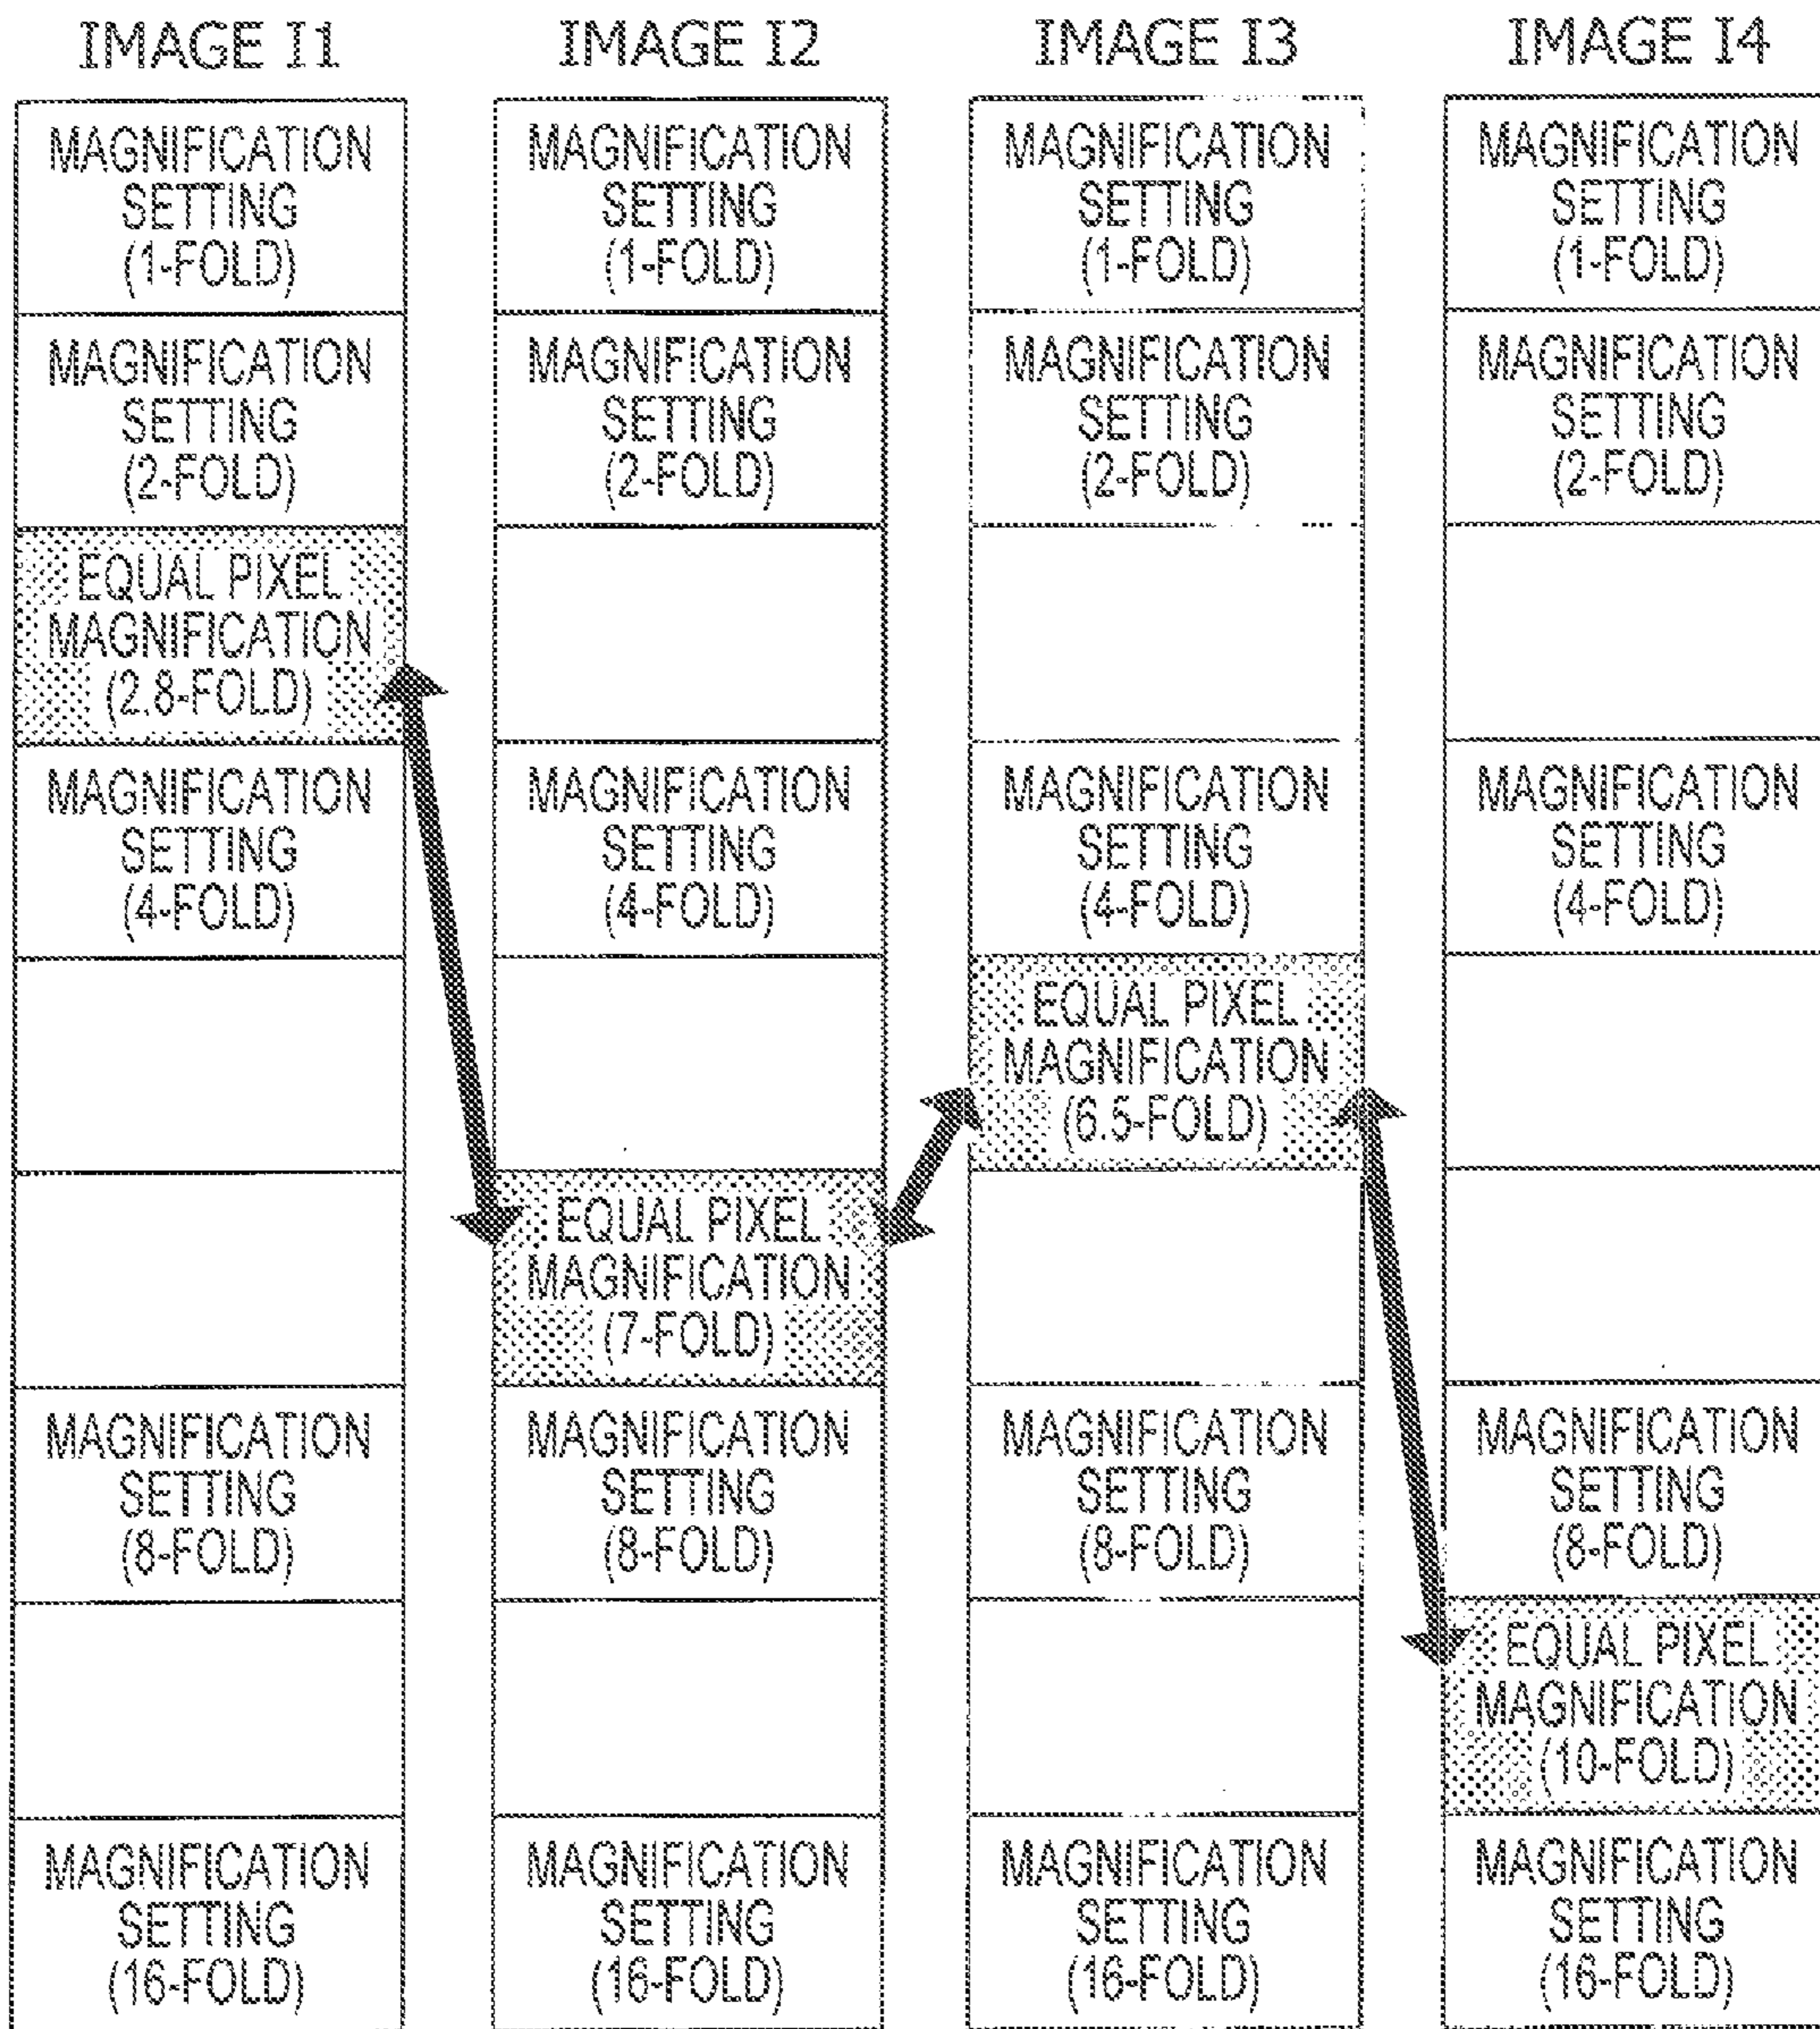 IMAGE I1
MAGNIFICATION
SETTING
(1-FOLD)
MAGNIFICATION
SETTING
(2-FOLD)
EQUAL PIXEL
MAGNIFICATION
(2.8-FOLD)
MAGNIFICATION
SETTING
(4-FOLD)
MAGNIFICATION
SETTING
(8-FOLD)
MAGNIFICATION
SETTING
(16-FOLD)
IMAGE I2
MAGNIFICATION
SETTING
(1-FOLD)
MAGNIFICATION
SETTING
(2-FOLD)
MAGNIFICATION
SETTING
(4-FOLD)
EQUAL PIXEL
MAGNIFICATION
(7-FOLD)
MAGNIFICATION
SETTING
(8-FOLD)
MAGNIFICATION
SETTING
(16-FOLD)
IMAGE I3
MAGNIFICATION
SETTING
(1-FOLD)
MAGNIFICATION
SETTING
(2-FOLD)
MAGNIFICATION
SETTING
(4-FOLD)
EQUAL PIXEL
MAGNIFICATION
(6.5-FOLD)
MAGNIFICATION
SETTING
(8-FOLD)
MAGNIFICATION
SETTING
(16-FOLD)
IMAGE I4
MAGNIFICATION
SETTING
(1-FOLD)
MAGNIFICATION
SETTING
(2-FOLD)
MAGNIFICATION
SETTING
(4-FOLD)
MAGNIFICATION
SETTING
(8-FOLD)
EQUAL PIXEL
MAGNIFICATION
(10-FOLD)
MAGNIFICATION
SETTING
(16-FOLD)